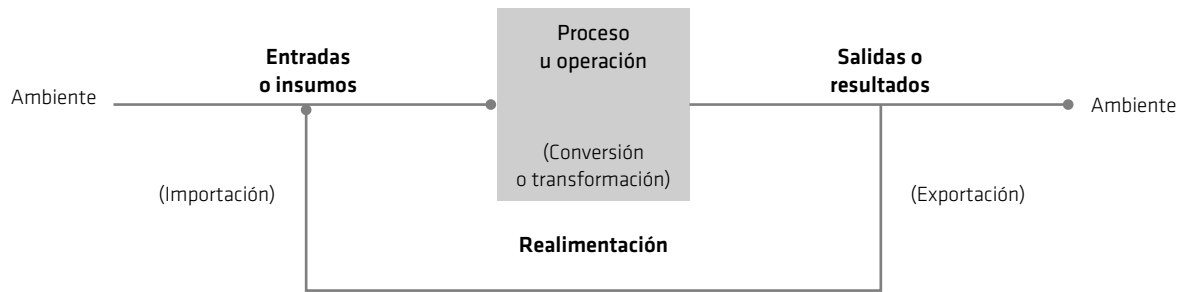 Proceso
u operación
Entradas
o insumos
Salidas o
resultados
Ambiente
Ambiente
(Conversión
o transformación)
(Importación)
(Exportación)
Realimentación